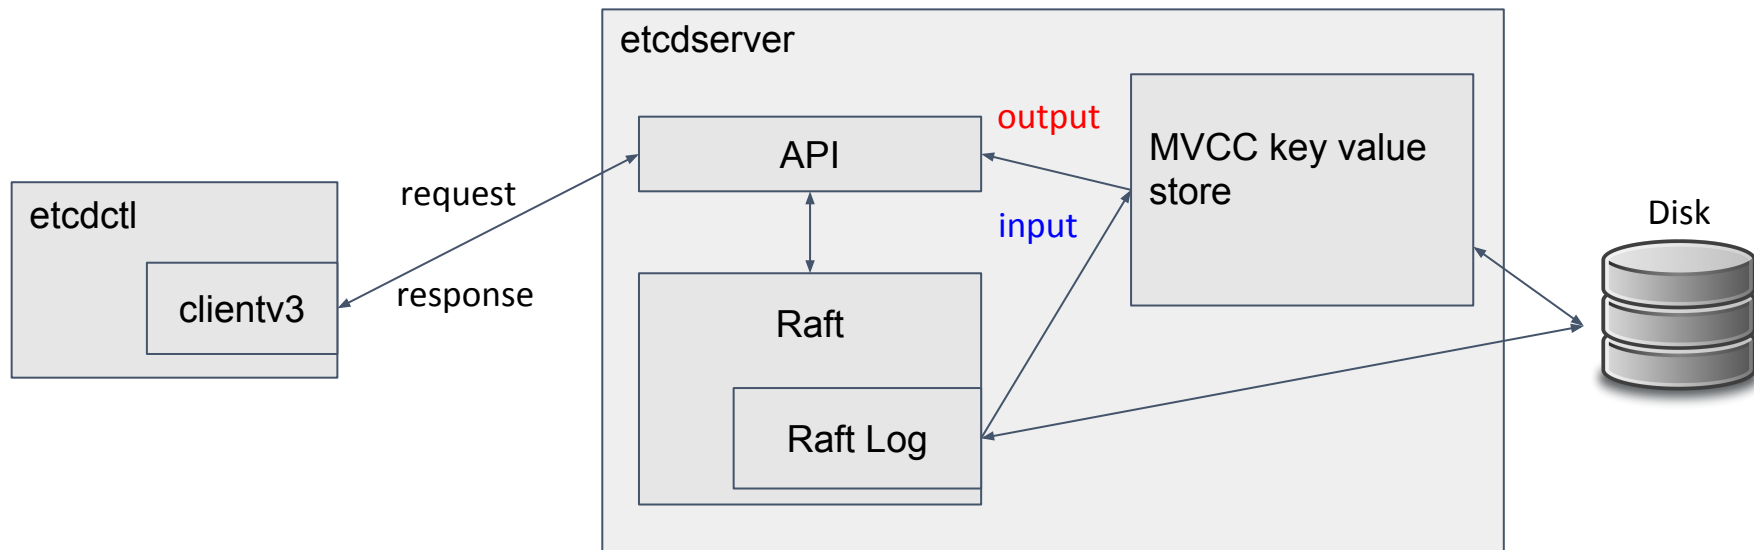 etcdserver
output
API
MVCC key value
store
request
etcdctl
input
Disk
response
clientv3
Raft
Raft Log